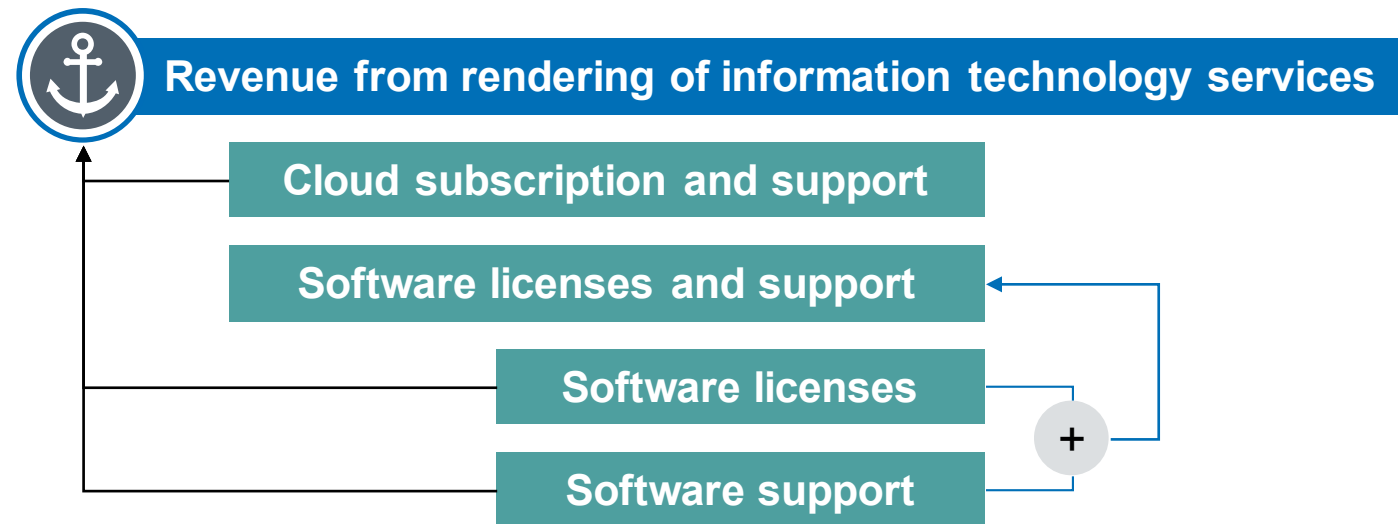 Revenue from rendering of information technology services
Cloud subscription and support
Software licenses and support
Software licenses
+
Software support